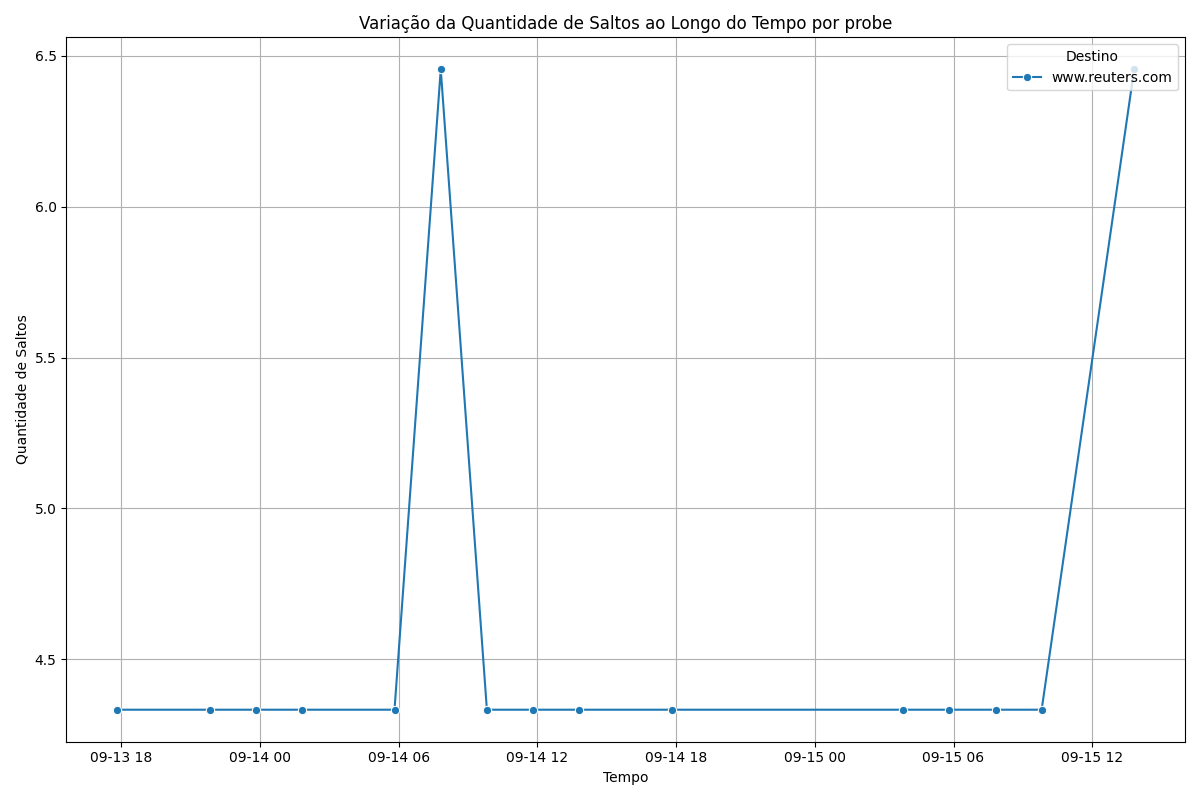 Variação da Quantidade de Saltos ao Longo do Tempo por probe
Destino
www.reuters.com
Quantidade de Saltos
6.5
6.0
5.5
5.0
4.5
09-13 18
09-14 00
09-14 06
09-14 12
09-14 18
09-15 00
09-15 06
09-15 12
Tempo